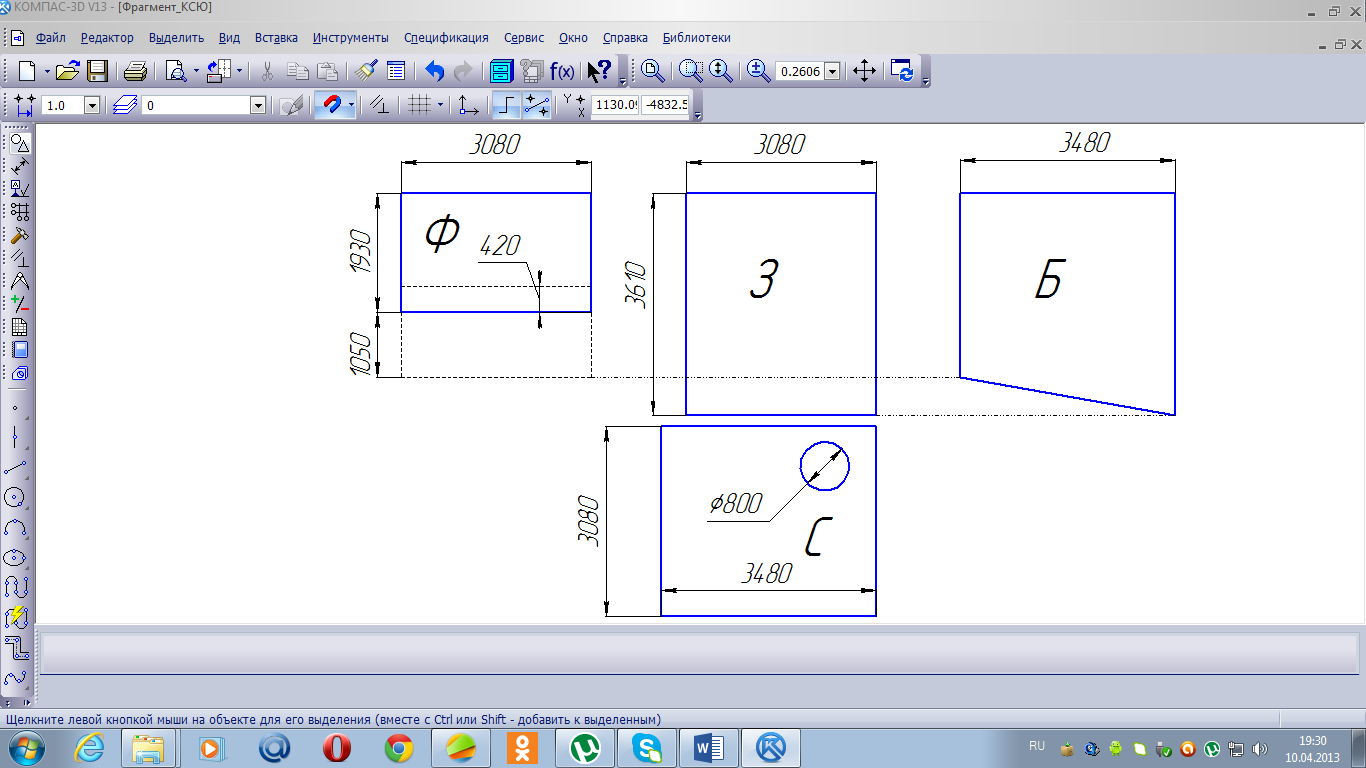 КОМПАС-3D V13 - [Фрагмент_КСЮ]
Файл Редактор Выделить Вид Вставка Инструменты Спецификация Сервис Окно Справка Библиотеки
f(x) ? 0.2606
1.0 0 Y X 1130.0 -4832.5
3080 3080 3480
Ф 420
1930
З
Б
3610
1050
Ø800
С
3080
3480
Щелкните левой кнопкой мыши на объекте для его выделения (вместе с Ctrl или Shift - добавить к выделенным)
RU 19:30
10.04.2013